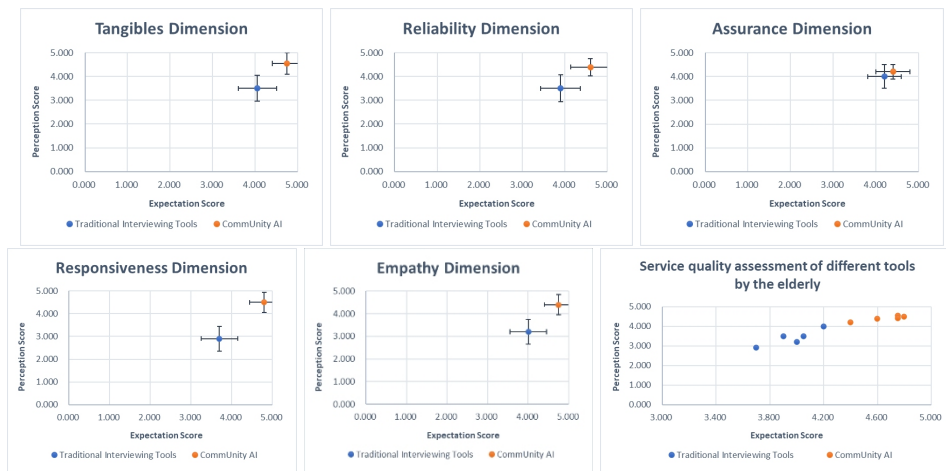 Tangibles Dimension
Perception Score
5.000
4.000
3.000
2.000
1.000
0.000
0.000 1.000 2.000 3.000 4.000 5.000
Expectation Score
Traditional Interviewing Tools CommUnity AI
Reliability Dimension
Perception Score
5.000
4.000
3.000
2.000
1.000
0.000
0.000 1.000 2.000 3.000 4.000 5.000
Expectation Score
Traditional Interviewing Tools CommUnity AI
Assurance Dimension
Perception Score
5.000
4.000
3.000
2.000
1.000
0.000
0.000 1.000 2.000 3.000 4.000 5.000
Expectation Score
Traditional Interviewing Tools CommUnity AI
Responsiveness Dimension
Perception Score
5.000
4.000
3.000
2.000
1.000
0.000
0.000 1.000 2.000 3.000 4.000 5.000
Expectation Score
Traditional Interviewing Tools CommUnity AI
Empathy Dimension
Perception Score
5.000
4.000
3.000
2.000
1.000
0.000
0.000 1.000 2.000 3.000 4.000 5.000
Expectation Score
Traditional Interviewing Tools CommUnity AI
Service quality assessment of different tools
by the elderly
Perception Score
5.000
4.000
3.000
2.000
1.000
0.000
3.000 3.400 3.800 4.200 4.600 5.000
Expectation Score
Traditional Interviewing Tools CommUnity AI